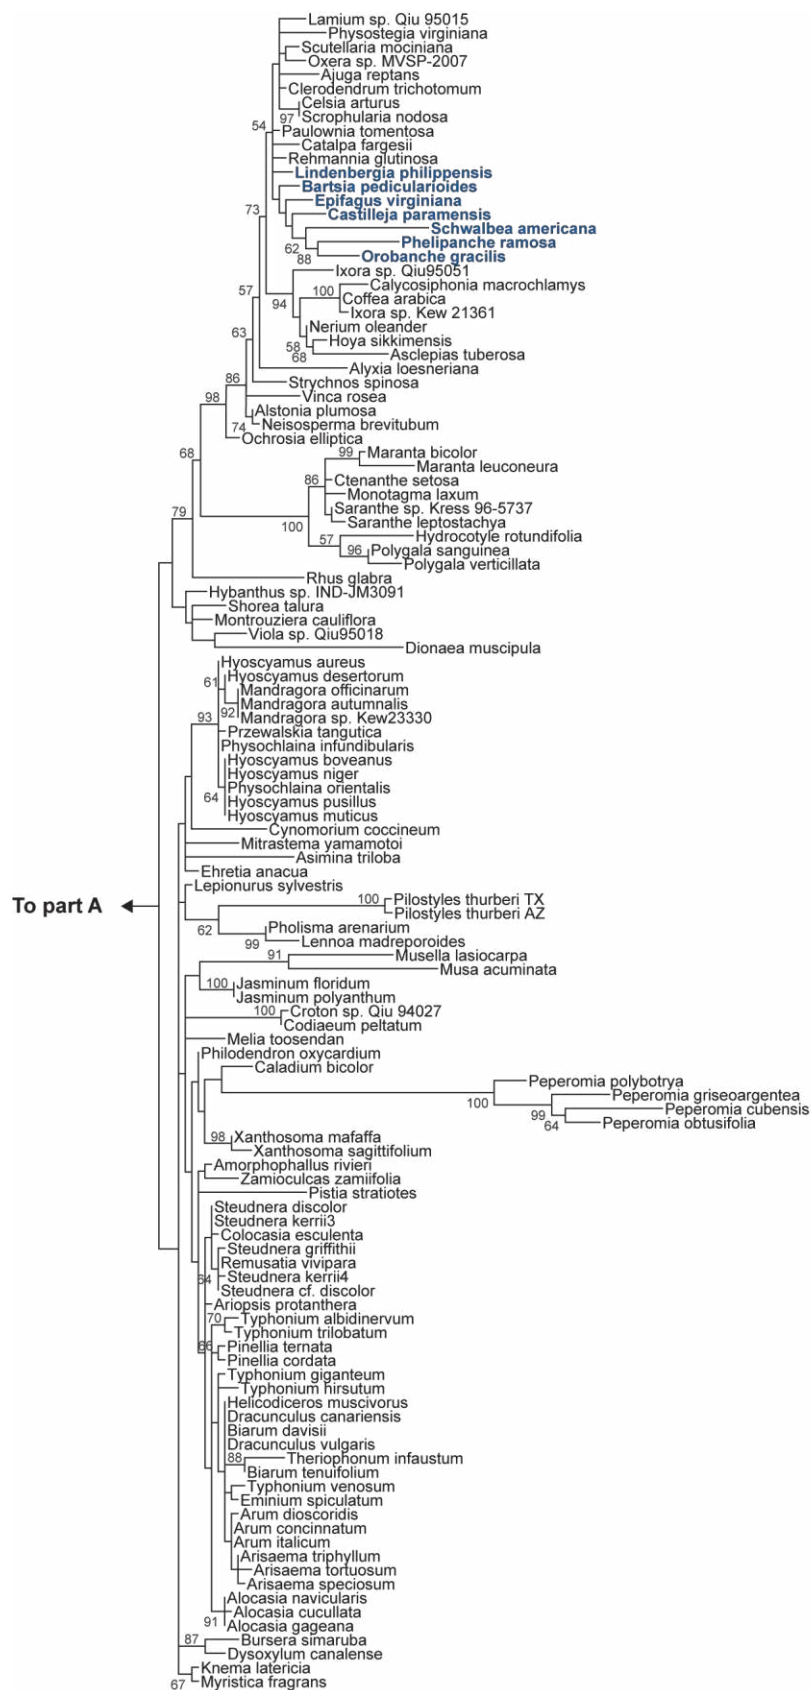 Lamium sp. Qiu 95015
Physostegia virginiana
Scutellaria mociniana
Oxera sp. MVSP-2007
Ajuga reptans
Clerodendrum trichotomum
Celsia arturus
97 Scrophularia nodosa
54 Paulownia tomentosa
Catalpa fargesii
Rehmannia glutinosa
Lindenbergia philippensis
Bartsia pedicularioides
Epifagus virginiana
73 Castilleja paramensis
Schwalbea americana
62 Phelipanche ramosa
88 Orobanche gracilis
Ixora sp. Qiu95051
Calycosiphonia macrochlamys
57 94 100 Coffea arabica
Ixora sp. Kew 21361
Nerium oleander
63 58 Hoya sikkimensis
68 Asclepias tuberosa
Alyxia loesneriana
86 Strychnos spinosa
98 Vinca rosea
Alstonia plumosa
74 Neisosperma brevitubum
Ochrosia elliptica
68 99 Maranta bicolor
Maranta leuconeura
86 Ctenanthe setosa
Monotagma laxum
79 Saranthe sp. Kress 96-5737
100 Saranthe leptostachya
Hydrocotyle rotundifolia
57 96 Polygala sanguinea
Polygala verticillata
Rhus glabra
Hybanthus sp. IND-JM3091
Shorea talura
Montrouziera cauliflora
Viola sp. Qiu95018
Dionaea muscipula
Hyoscyamus aureus
61 Hyoscyamus desertorum
Mandragora officinarum
Mandragora autumnalis
93 92 Mandragora sp. Kew23330
Przewalskia tangutica
Physochlaina infundibularis
Hyoscyamus boveanus
Hyoscyamus niger
Physochlaina orientalis
64 Hyoscyamus pusillus
Hyoscyamus muticus
Cynomorium coccineum
Mitrastema yamamotoi
Asimina triloba
Ehretia anacua
Lepionurus sylvestris
100 Pilostyles thurberi TX
To part A
Pilostyles thurberi AZ
62 Pholisma arenarium
99 Lennoa madreporoides
91 Musella lasiocarpa
Musa acuminata
100 Jasminum floridum
Jasminum polyanthum
100 Croton sp. Qiu 94027
Codiaeum peltatum
Melia toosendan
Philodendron oxycardium
Caladium bicolor
Peperomia polybotrya
100 Peperomia griseoargentea
99 Peperomia cubensis
64 Peperomia obtusifolia
98 Xanthosoma mafaffa
Xanthosoma sagittifolium
Amorphophallus rivieri
Zamioculcas zamiifolia
Pistia stratiotes
Steudnera discolor
Steudnera kerrii3
Colocasia esculenta
Steudnera griffithii
Remusatia vivipara
64 Steudnera kerrii4
Steudnera cf. discolor
Ariopsis protanthera
70 Typhonium albidinervum
Typhonium trilobatum
66 Pinellia ternata
Pinellia cordata
Typhonium giganteum
Typhonium hirsutum
Helicodiceros muscivorus
Dracunculus canariensis
Biarum davisii
Dracunculus vulgaris
88 Theriophonum infaustum
Biarum tenuifolium
Typhonium venosum
Eminium spiculatum
Arum dioscoridis
Arum concinnatum
Arum italicum
Arisaema triphyllum
Arisaema tortuosum
Arisaema speciosum
Alocasia navicularis
Alocasia cucullata
91 Alocasia gageana
87 Bursera simaruba
Dysoxylum canalense
Knema latericia
67 Myristica fragrans